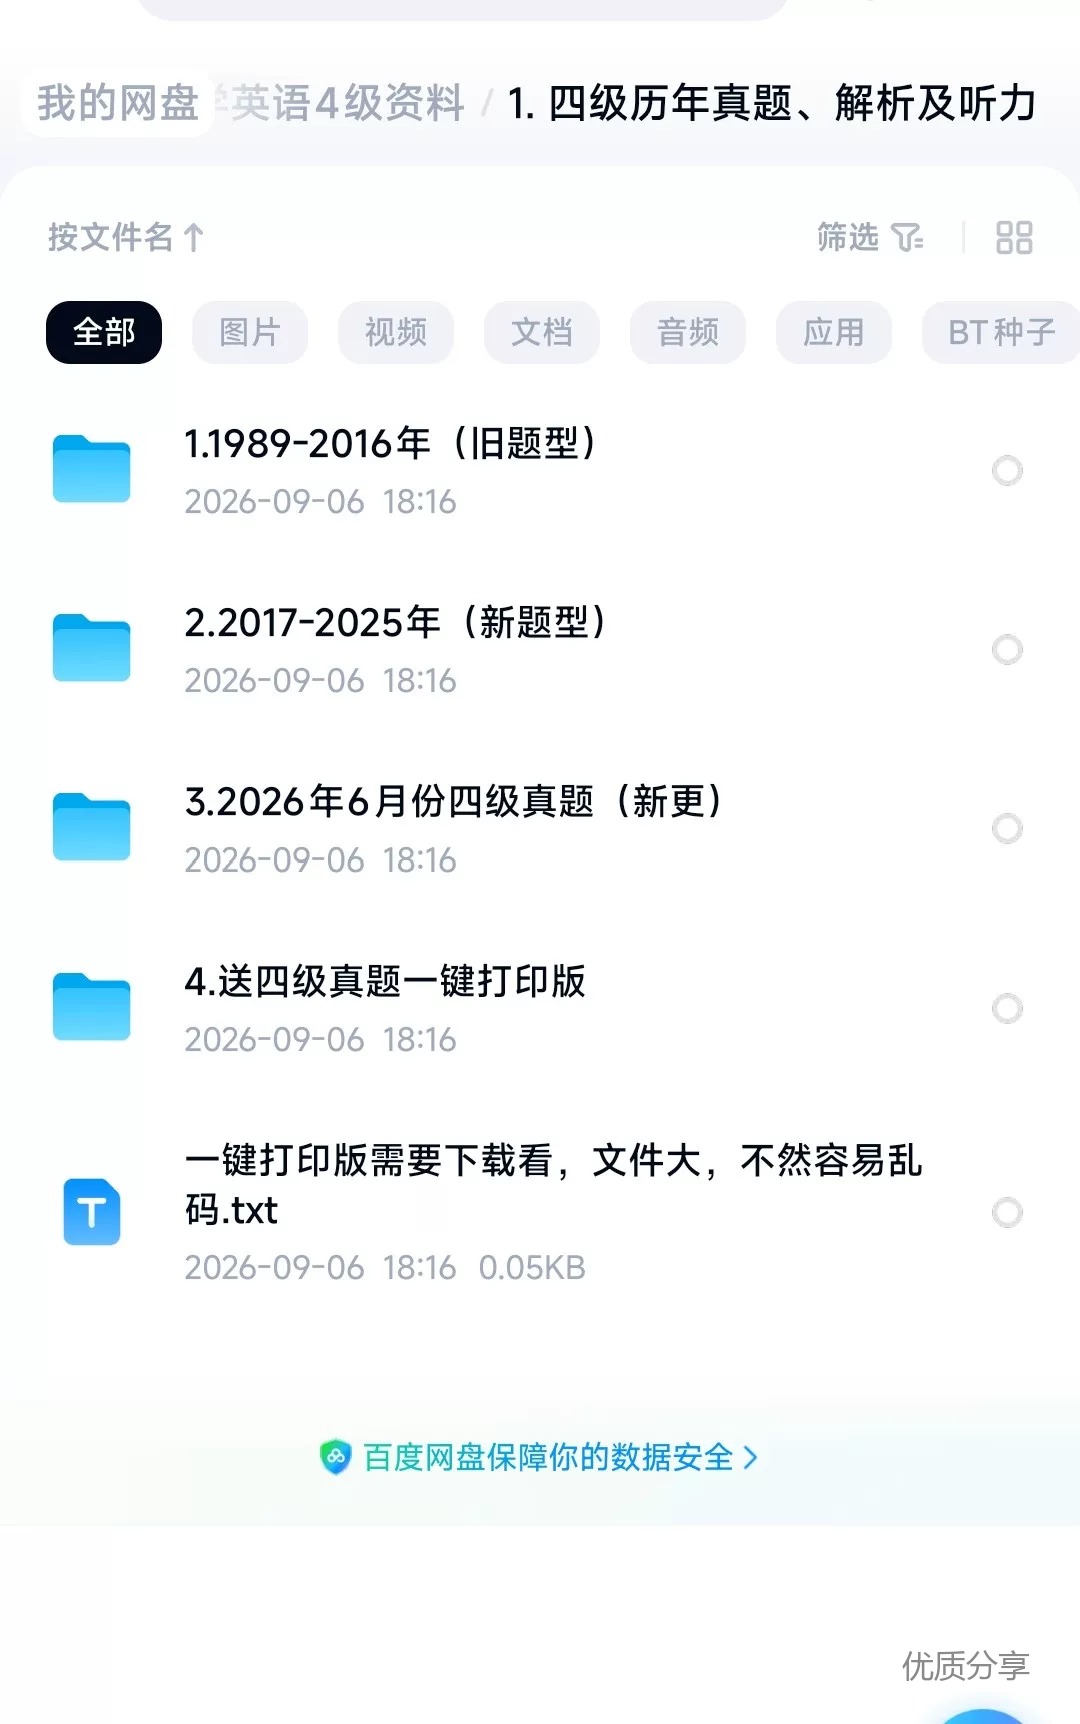 我的网盘 学英语4级资料 / 1. 四级历年真题、解析及听力
按文件名↑ 筛选
全部 图片 视频 文档 音频 应用 BT种子
1.1989-2016年（旧题型）
2026-09-06 18:16
2.2017-2025年（新题型）
2026-09-06 18:16
3.2026年6月份四级真题（新更）
2026-09-06 18:16
4.送四级真题一键打印版
2026-09-06 18:16
一键打印版需要下载看，文件大，不然容易乱
码.txt
2026-09-06 18:16 0.05KB
百度网盘保障你的数据安全 >
优质分享